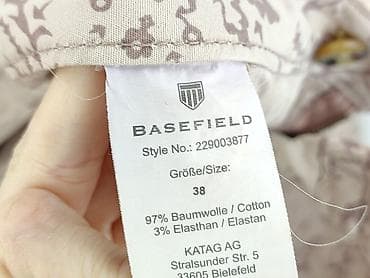 BASEFIELD
Style No.: 229003877
Größe/Size:
38
97% Baumwolle / Cotton
3% Elasthan / Elastan
KATAG AG
Stralsunder Str. 5
33605 Bielefeld